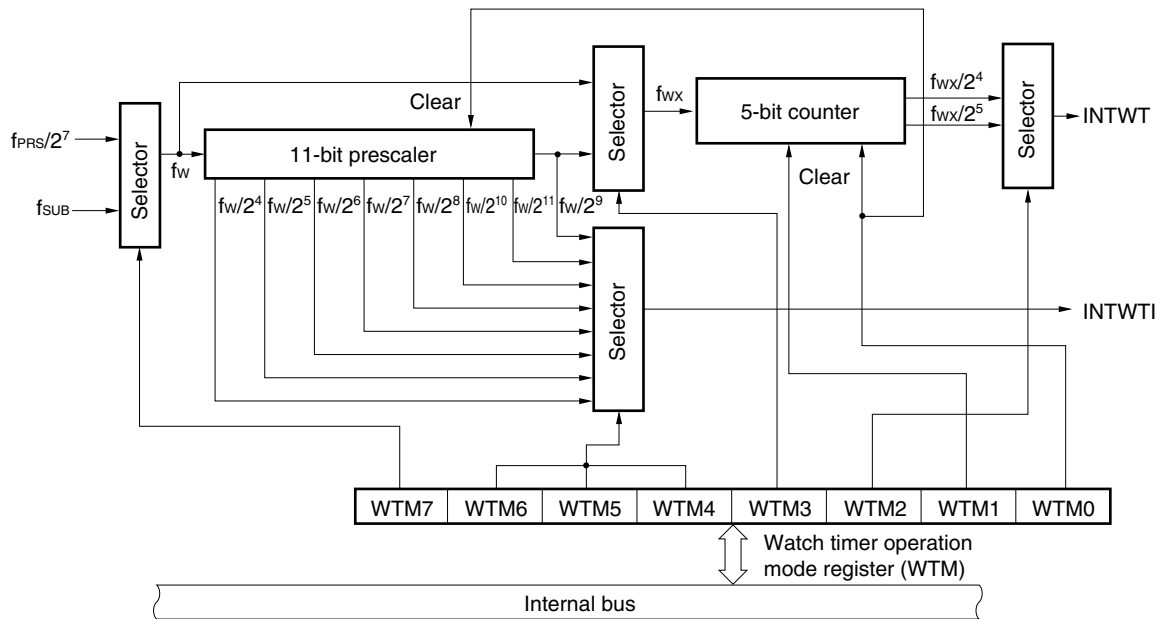 Clear
fPRS/2⁷
fSUB
Selector
fW
11-bit prescaler
Selector
fWX
5-bit counter
Clear
fWX/2⁴
fWX/2⁵
Selector
INTWT
fW/2⁴
fW/2⁵
fW/2⁶
fW/2⁷
fW/2⁸
fW/2¹⁰
fW/2¹¹
fW/2⁹
Selector
INTWTI
WTM7 WTM6 WTM5 WTM4 WTM3 WTM2 WTM1 WTM0
Watch timer operation
mode register (WTM)
Internal bus